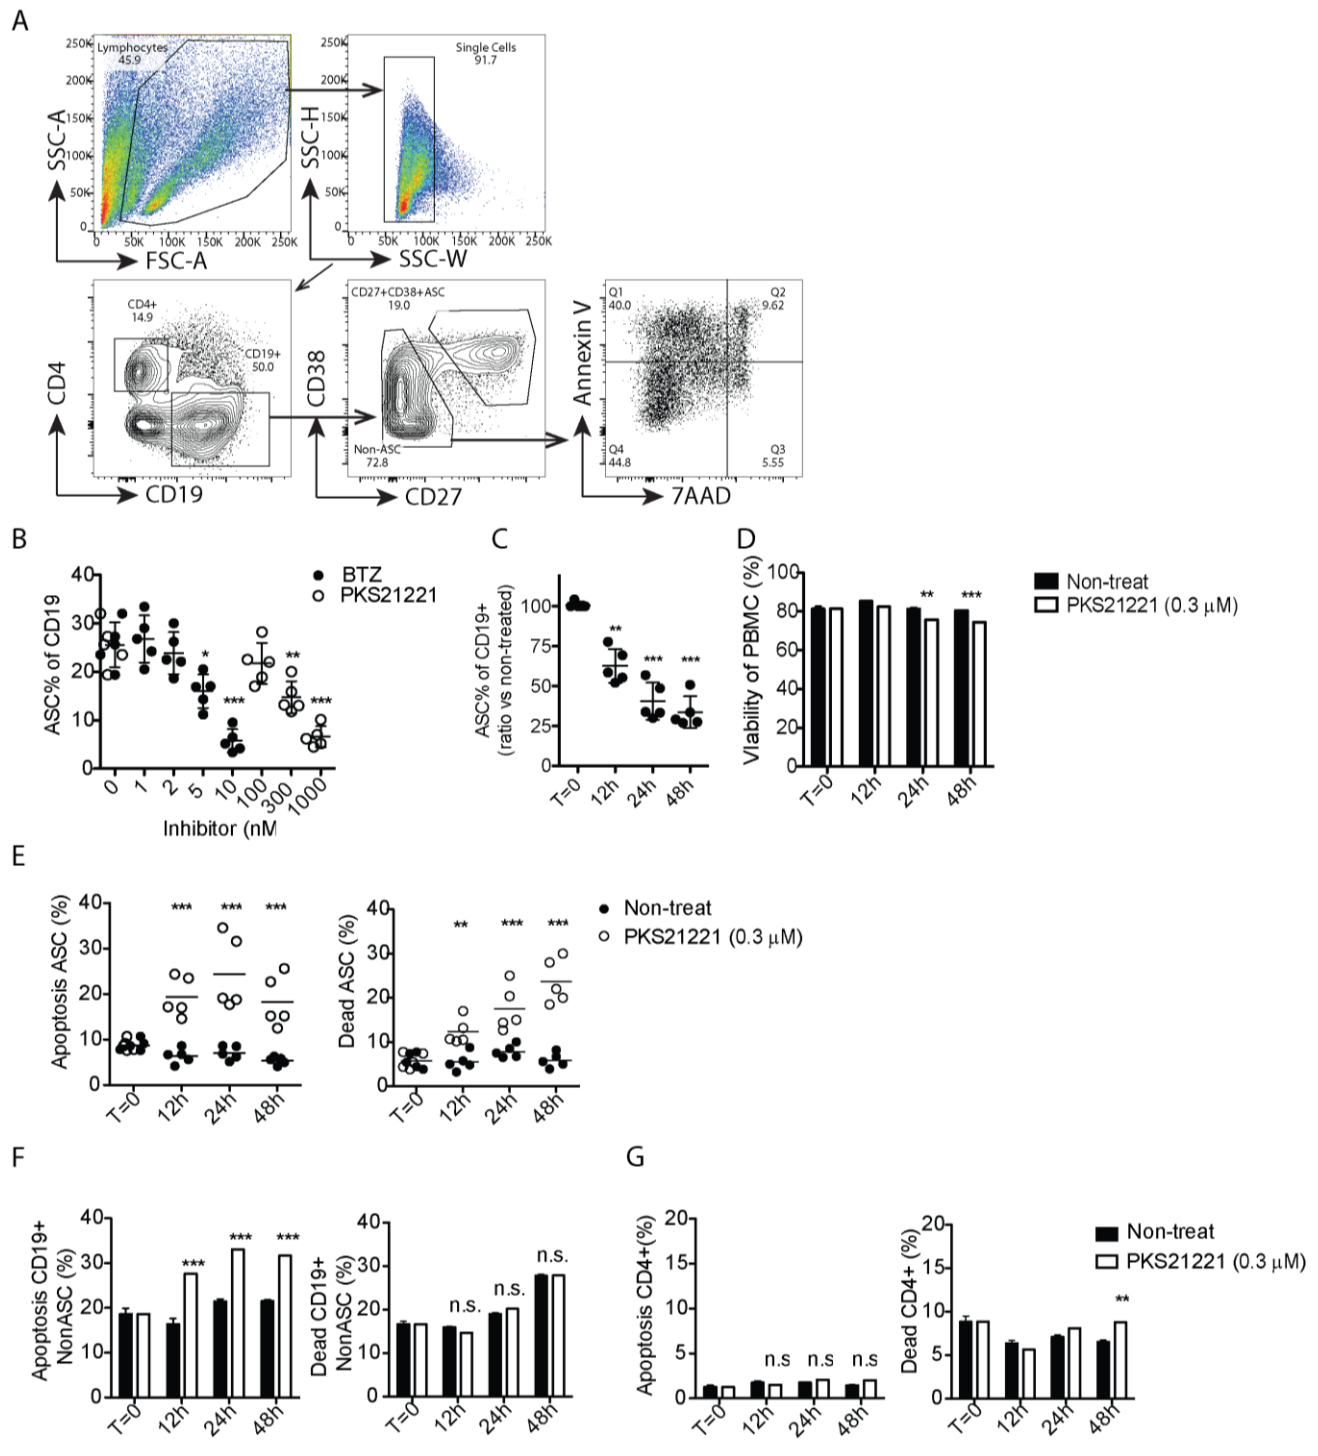 A
Lymphocytes
45.9
250K
200K
150K
100K
50K
0
SSC-A
0 50K 100K 150K 200K 250K
FSC-A
Single Cells
91.7
250K
200K
150K
100K
50K
0
SSC-H
0 50K 100K 150K 200K 250K
SSC-W
CD4+
14.9
CD19+
50.0
CD4
CD19
CD27+CD38+ASC
19.0
Non-ASC
72.8
CD38
CD27
Q1
40.0
Q2
9.62
Q4
44.8
Q3
5.55
Annexin V
7AAD
B
ASC% of CD19
40
30
20
10
0
* *** ** ***
0 1 2 5 10 100 300 1000
Inhibitor (nM
BTZ
PKS21221
C
ASC% of CD19+
(ratio vs non-treated)
100
75
50
25
0
** *** ***
T=0 12h 24h 48h
D
Viability of PBMC (%)
100
80
60
40
20
0
** ***
T=0 12h 24h 48h
Non-treat
PKS21221 (0.3 μM)
E
Apoptosis ASC (%)
40
30
20
10
0
*** *** ***
T=0 12h 24h 48h
Dead ASC (%)
40
30
20
10
0
** *** ***
T=0 12h 24h 48h
Non-treat
PKS21221 (0.3 μM)
F
Apoptosis CD19+
NonASC (%)
40
30
20
10
0
*** *** ***
T=0 12h 24h 48h
Dead CD19+
NonASC (%)
40
30
20
10
0
n.s. n.s. n.s.
T=0 12h 24h 48h
G
Apoptosis CD4+(%)
20
15
10
5
0
n.s n.s n.s
T=0 12h 24h 48h
Dead CD4+ (%)
20
15
10
5
0
**
T=0 12h 24h 48h
Non-treat
PKS21221 (0.3 μM)